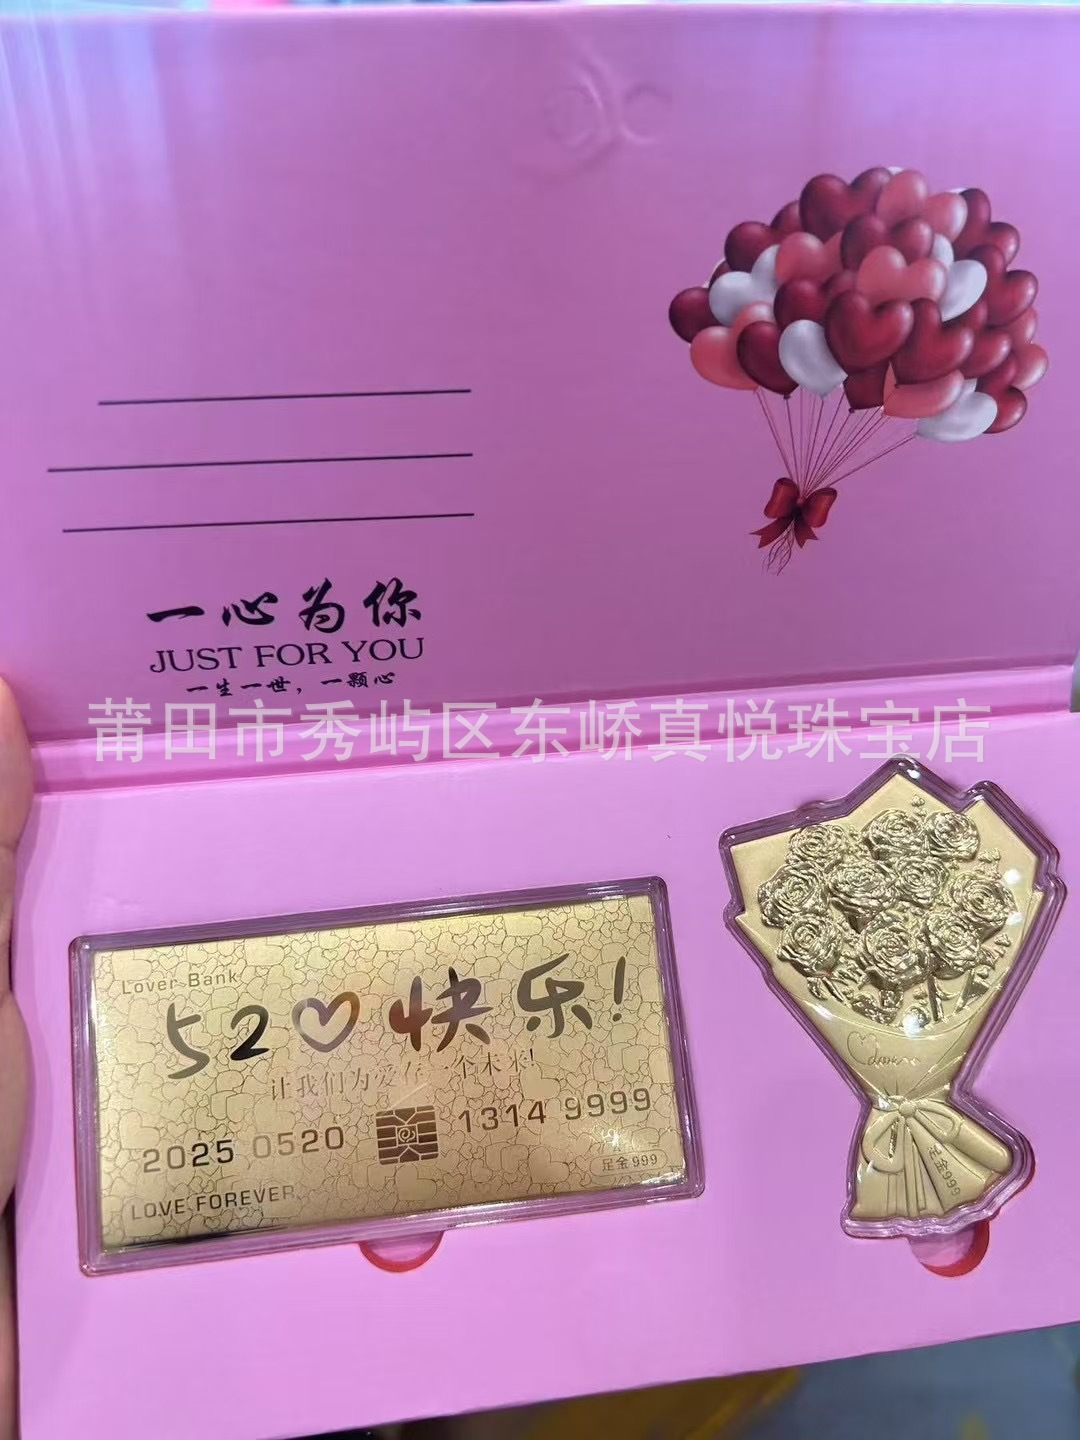 一心为你
JUST FOR YOU
一生一世，一颗心
莆田市秀屿区东峤真悦珠宝店
Lover Bank
520快乐!
让我们为爱存一个未来!
2025 0520 1314 9999
足金999
LOVE FOREVER
足金999